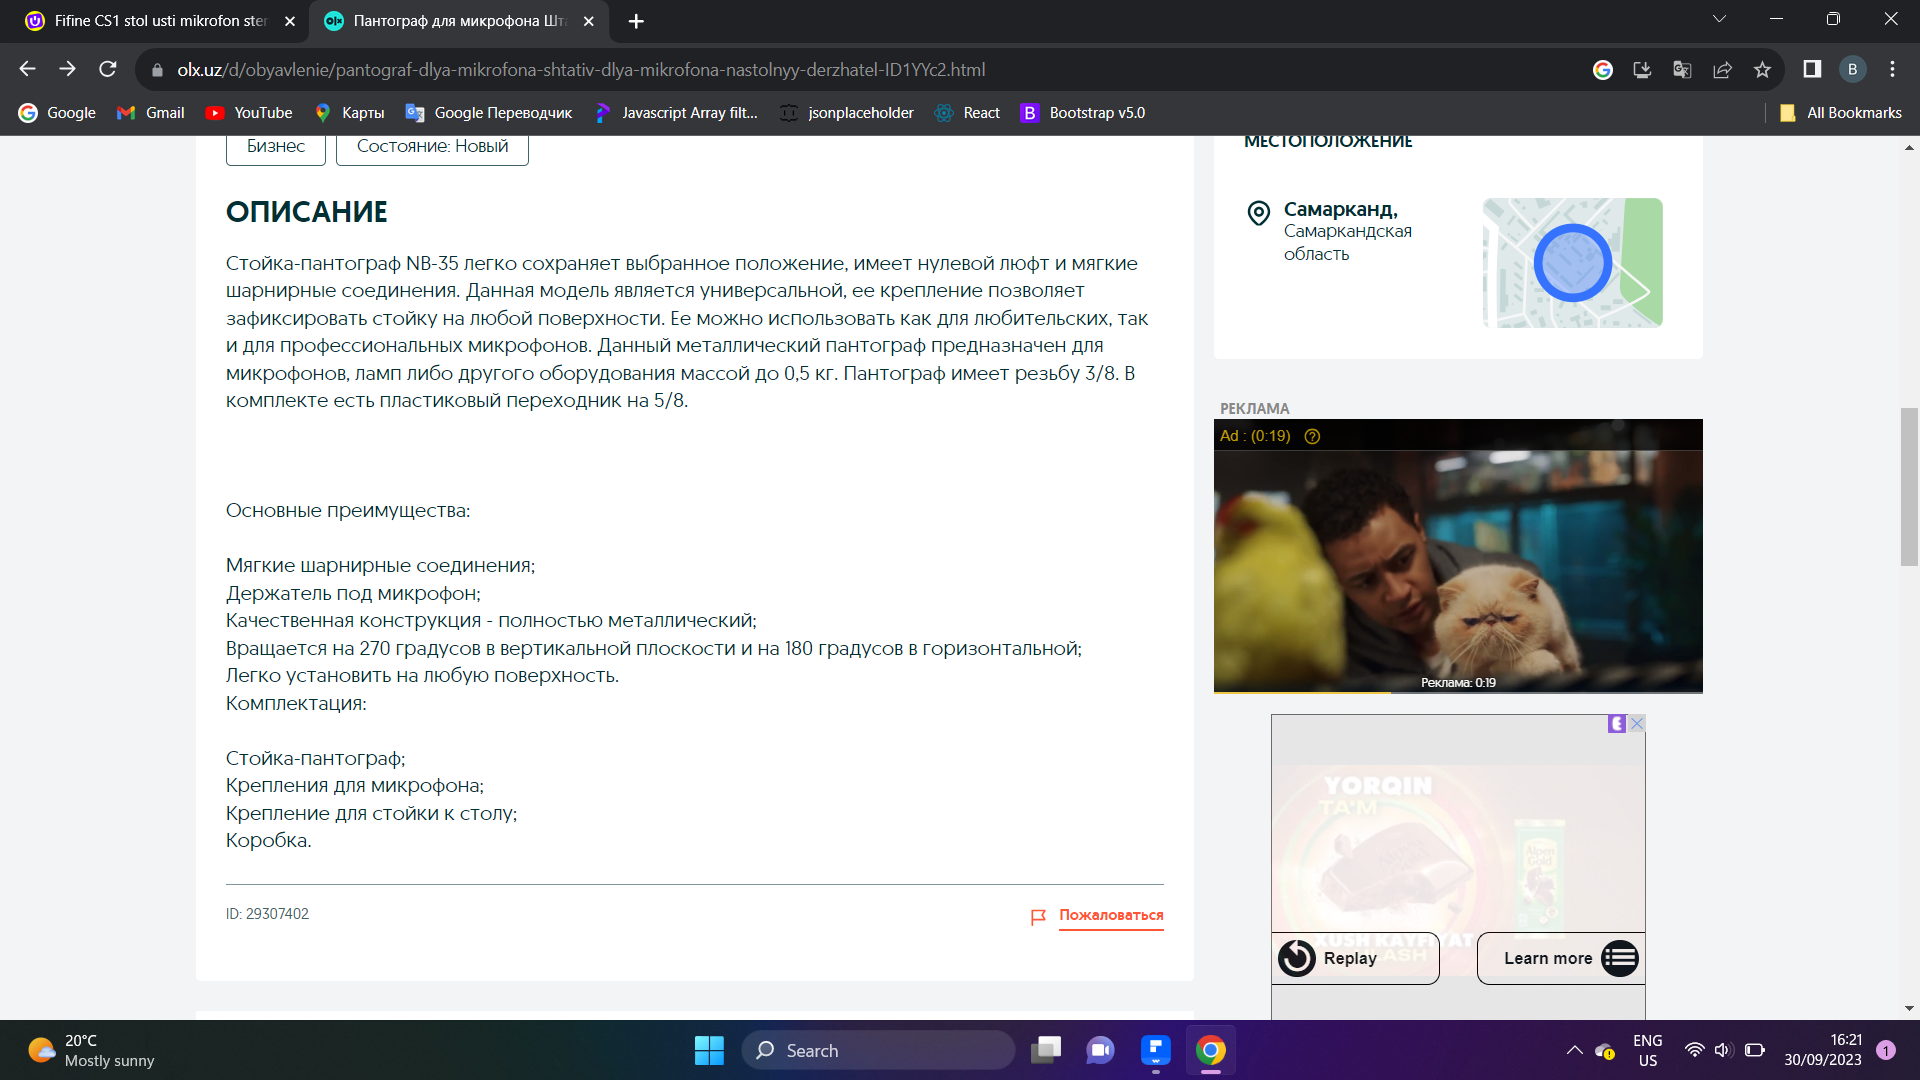 Fifine CS1 stol usti mikrofon ster
Пантограф для микрофона Шта
olx.uz/d/obyavlenie/pantograf-dlya-mikrofona-shtativ-dlya-mikrofona-nastolnyy-derzhatel-ID1YYc2.html
B
Google
Gmail
YouTube
Карты
Google Переводчик
Javascript Array filt...
jsonplaceholder
React
B
Bootstrap v5.0
All Bookmarks
Бизнес
Состояние: Новый
ОПИСАНИЕ
Стойка-пантограф NB-35 легко сохраняет выбранное положение, имеет нулевой люфт и мягкие
шарнирные соединения. Данная модель является универсальной, ее крепление позволяет
зафиксировать стойку на любой поверхности. Ее можно использовать как для любительских, так
и для профессиональных микрофонов. Данный металлический пантограф предназначен для
микрофонов, ламп либо другого оборудования массой до 0,5 кг. Пантограф имеет резьбу 3/8. В
комплекте есть пластиковый переходник на 5/8.
Основные преимущества:
Мягкие шарнирные соединения;
Держатель под микрофон;
Качественная конструкция - полностью металлический;
Вращается на 270 градусов в вертикальной плоскости и на 180 градусов в горизонтальной;
Легко установить на любую поверхность.
Комплектация:
Стойка-пантограф;
Крепления для микрофона;
Крепление для стойки к столу;
Коробка.
ID: 29307402
Пожаловаться
МЕСТОПОЛОЖЕНИЕ
Самарканд,
Самаркандская
область
РЕКЛАМА
Ad : (0:19)
Реклама: 0:19
YORQIN
TA'M
Alpen
Gold
XUSH KAYFIYAT
ULASH
Replay
Learn more
20°C
Mostly sunny
Search
ENG
US
16:21
30/09/2023
1